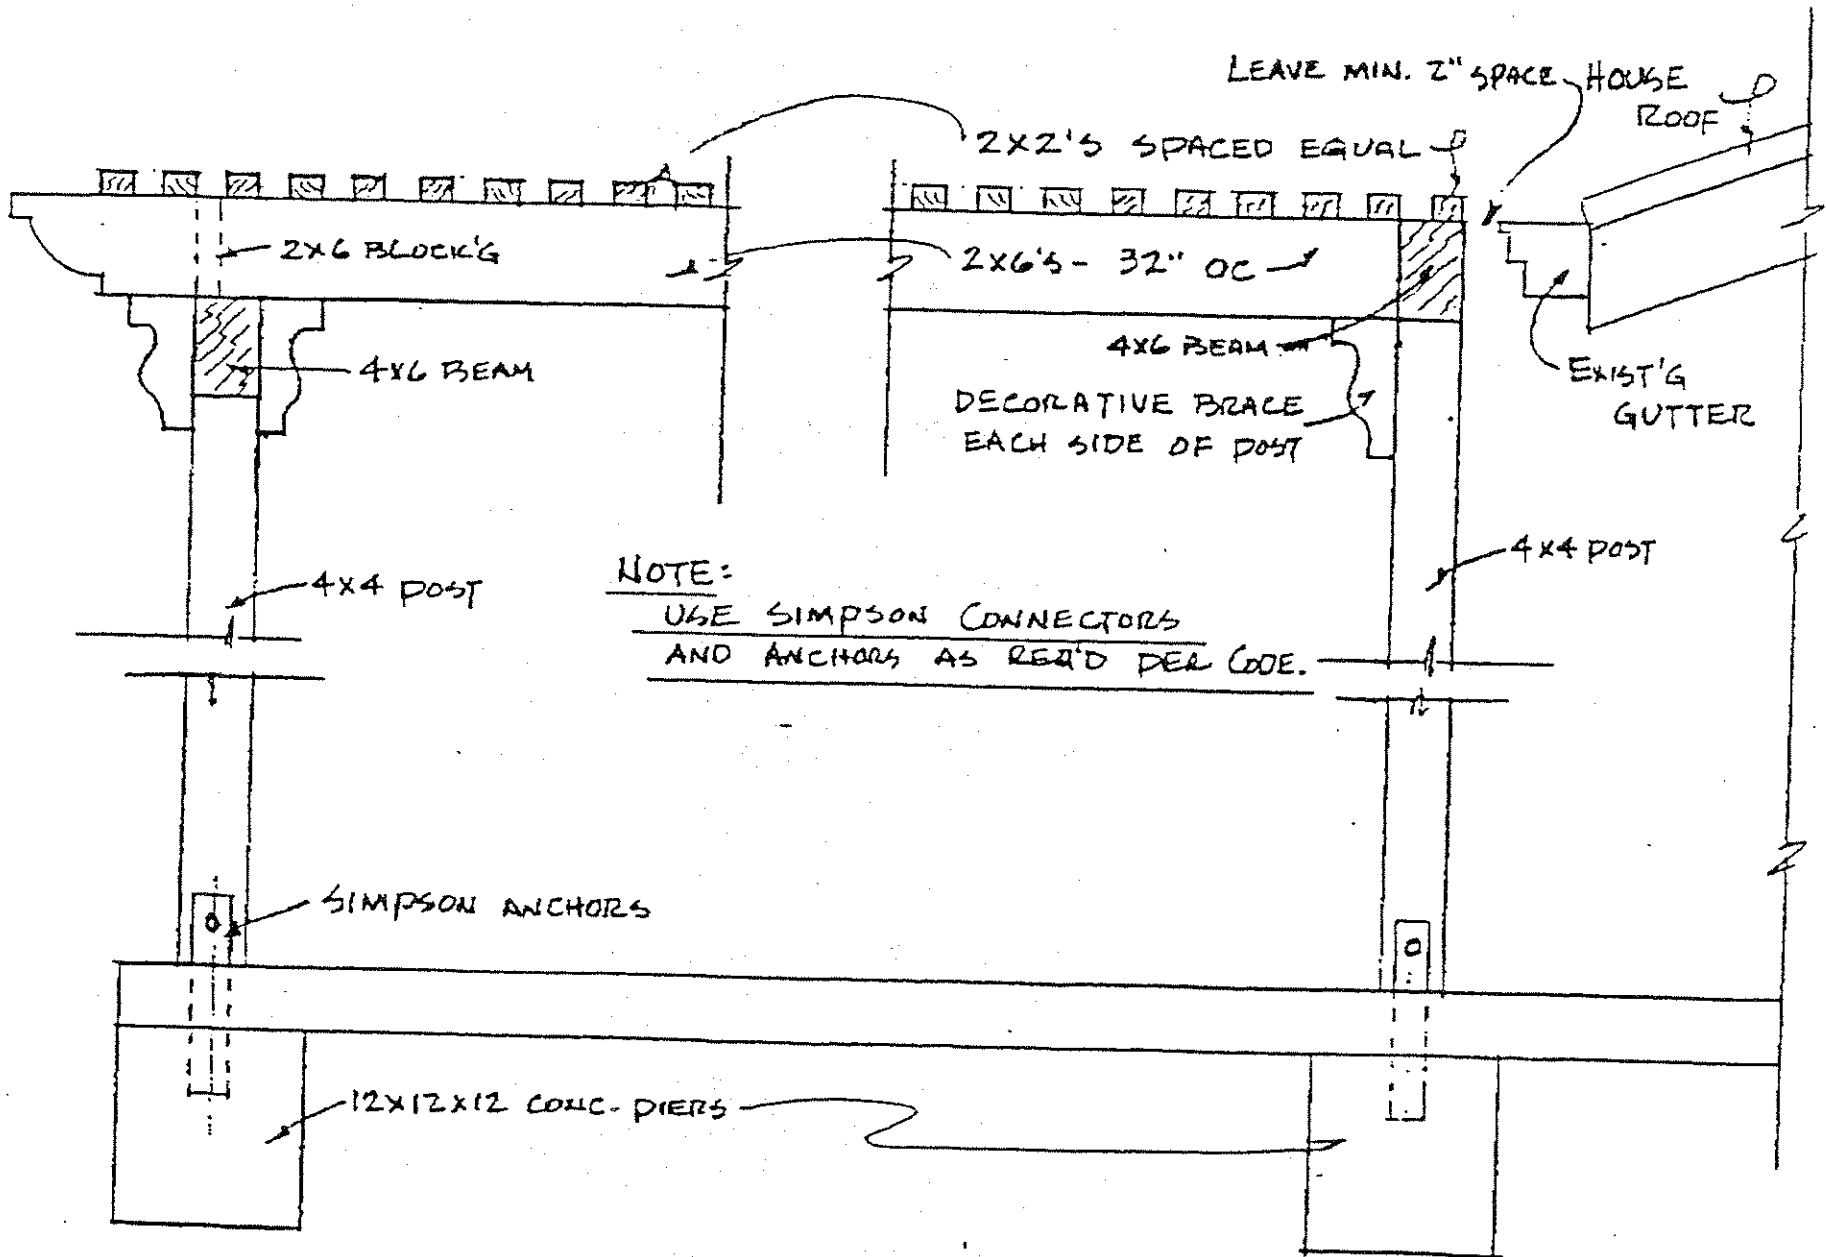 LEAVE MIN. 2" SPACE
HOUSE
ROOF
2X2'S SPACED EQUAL
2X6 BLOCK'G
2X6'S - 32" OC
4X6 BEAM
4X6 BEAM
EXIST'G
GUTTER
DECORATIVE BRACE
EACH SIDE OF POST
4X4 POST
4X4 POST
NOTE:
USE SIMPSON CONNECTORS
AND ANCHORS AS REQ'D PER CODE.
SIMPSON ANCHORS
12X12X12 CONC. PIERS